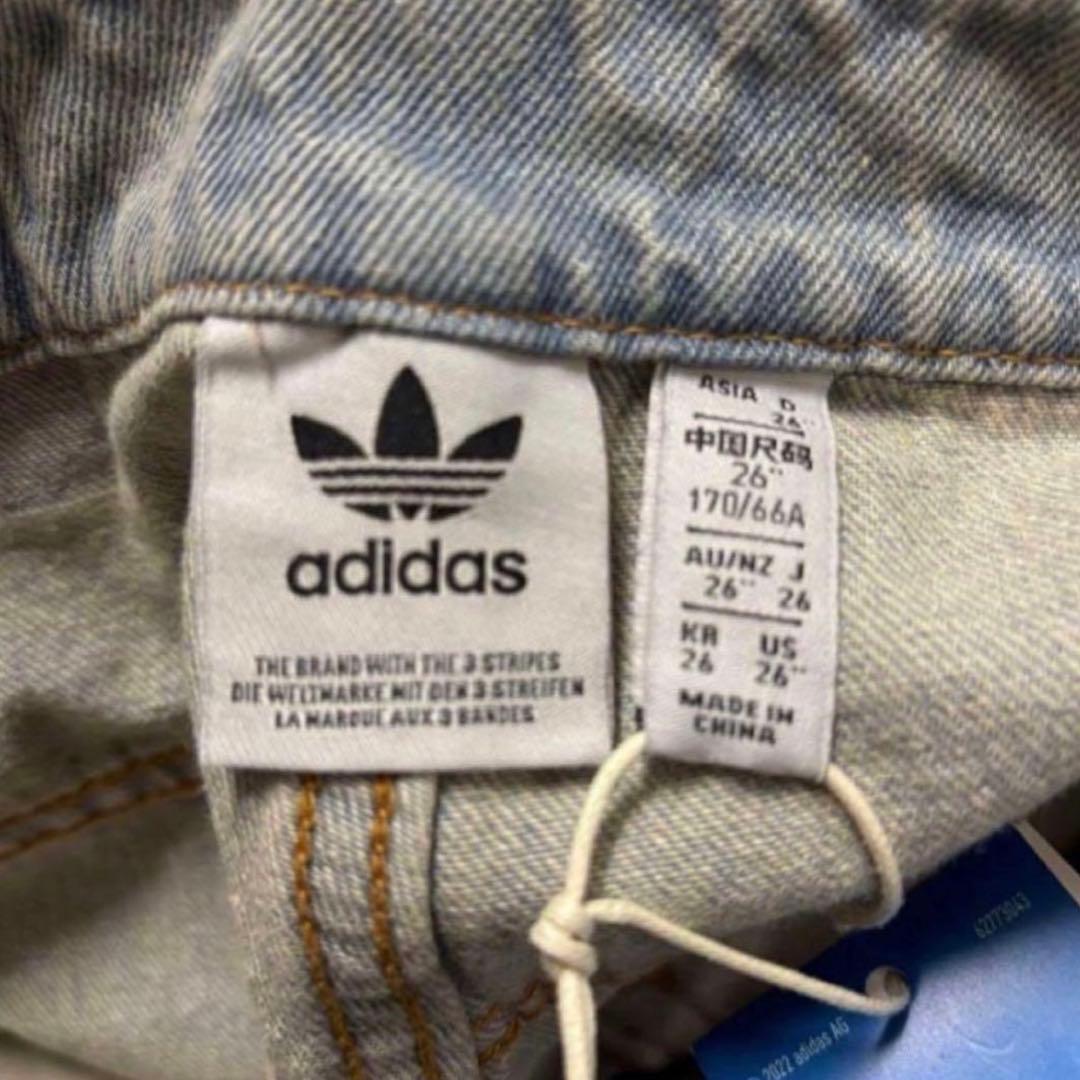 adidas
THE BRAND WITH THE 3 STRIPES
DIE WELTMARKE MIT DEN 3 STREIFEN
LA MARQUE AUX 3 BANDES
ASIA D
26"
中国尺码
26"
170/66A
AU/NZ J
26" 26
KR US
26 26"
MADE IN
CHINA
627TS043
© 2022 adidas AG